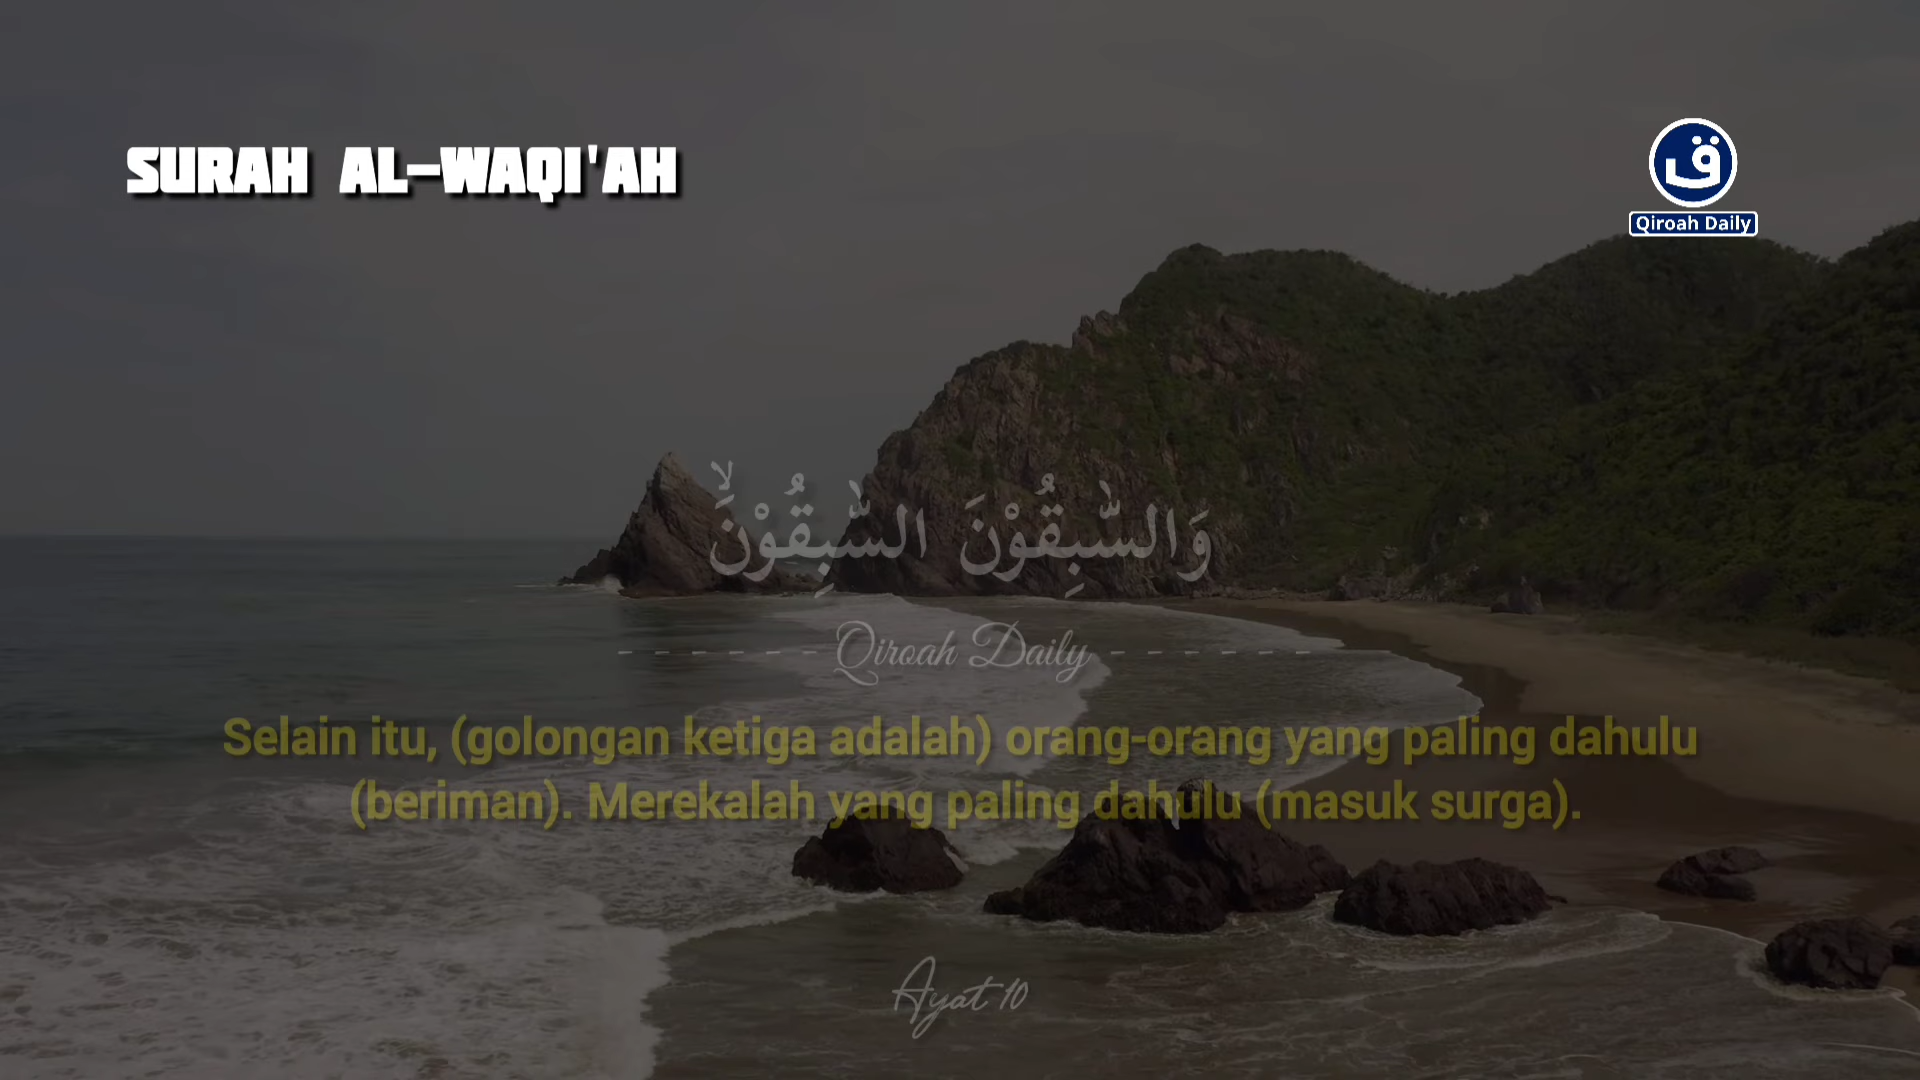 SURAH AL-WAQI'AH
ق
Qiroah Daily
وَالسّٰبِقُوْنَ السّٰبِقُوْنَۙ
Qiroah Daily
Selain itu, (golongan ketiga adalah) orang-orang yang paling dahulu
(beriman). Merekalah yang paling dahulu (masuk surga).
Ayat 10